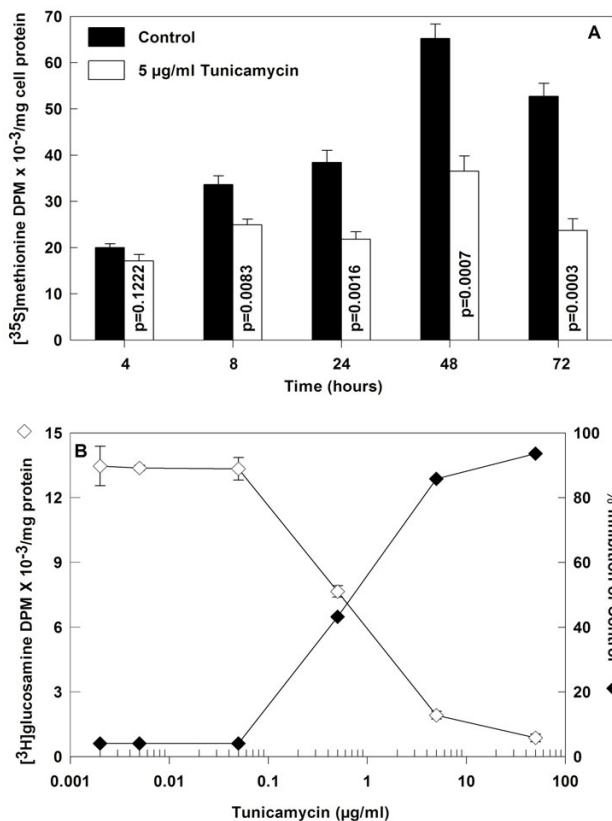 70
60
50
40
30
20
10
0
[³⁵S]methionine DPM x 10⁻³/mg cell protein
Control
5 µg/ml Tunicamycin
A
p=0.1222
p=0.0083
p=0.0016
p=0.0007
p=0.0003
4 8 24 48 72
Time (hours)
B
15
12
9
6
3
0
[³H]glucosamine DPM X 10⁻³/mg protein
100
80
60
40
20
0
% inhibition of control
0.001 0.01 0.1 1 10 100
Tunicamycin (µg/ml)